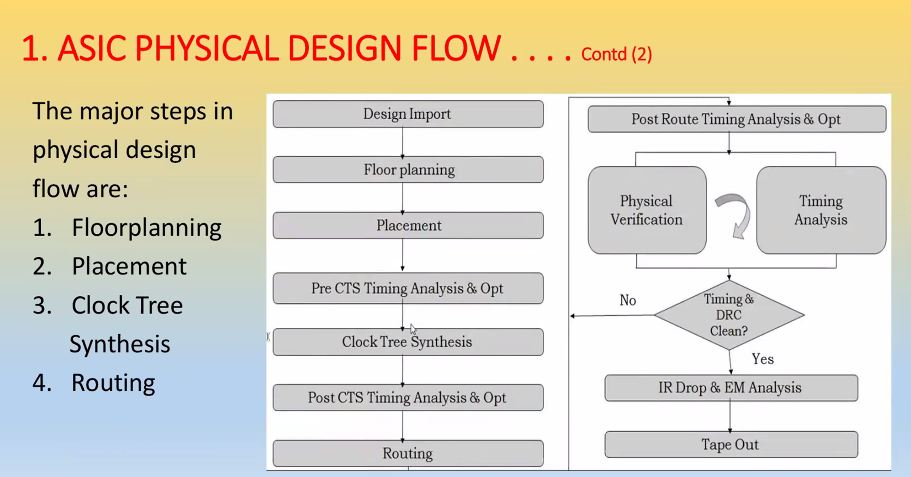 1. ASIC PHYSICAL DESIGN FLOW . . . . Contd (2)
The major steps in
physical design
flow are:
1. Floorplanning
2. Placement
3. Clock Tree
Synthesis
4. Routing
Design Import
Floor planning
Placement
Pre CTS Timing Analysis & Opt
Clock Tree Synthesis
Post CTS Timing Analysis & Opt
Routing
Post Route Timing Analysis & Opt
Physical
Verification
Timing
Analysis
Timing &
DRC
Clean?
No
Yes
IR Drop & EM Analysis
Tape Out